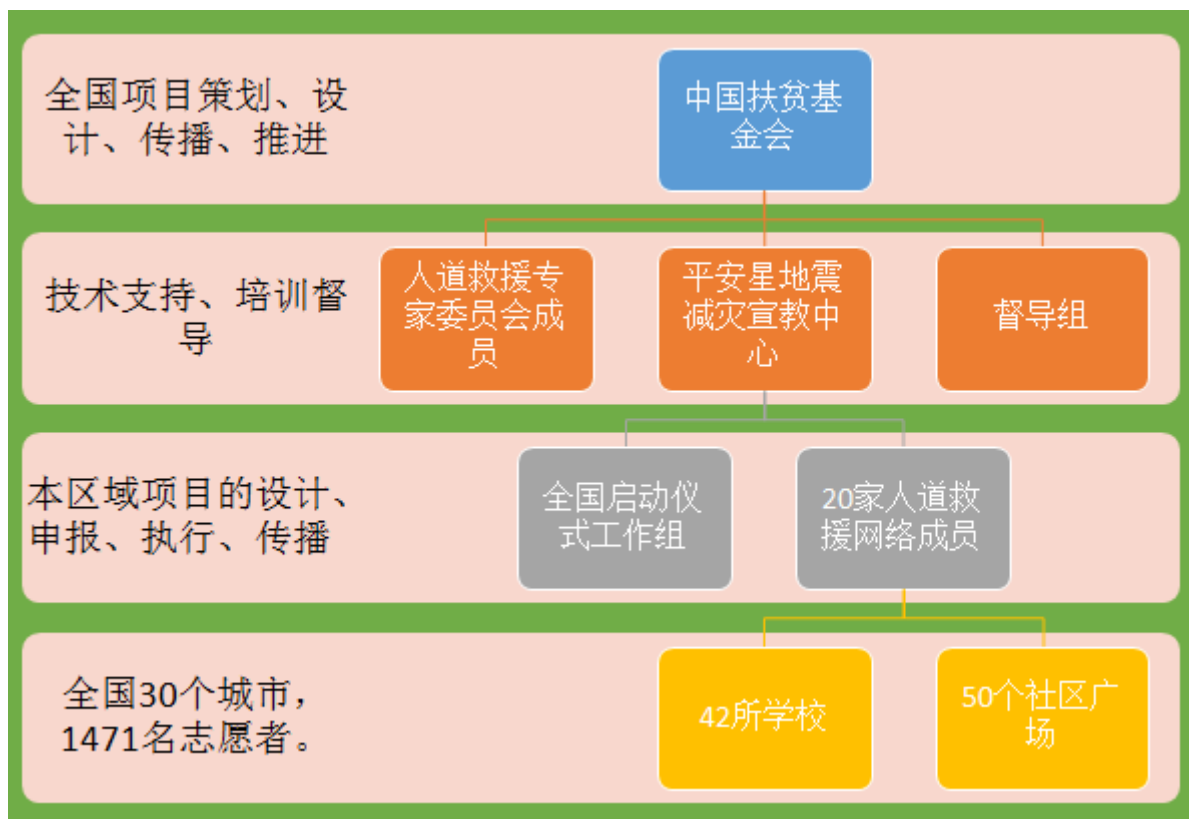 全国项目策划、设
计、传播、推进
中国扶贫基
金会
技术支持、培训督
导
人道救援专
家委员会成
员
平安星地震
减灾宣教中
心
督导组
本区域项目的设计、
申报、执行、传播
全国启动仪
式工作组
20家人道救
援网络成员
全国30个城市，
1471名志愿者。
42所学校
50个社区广
场